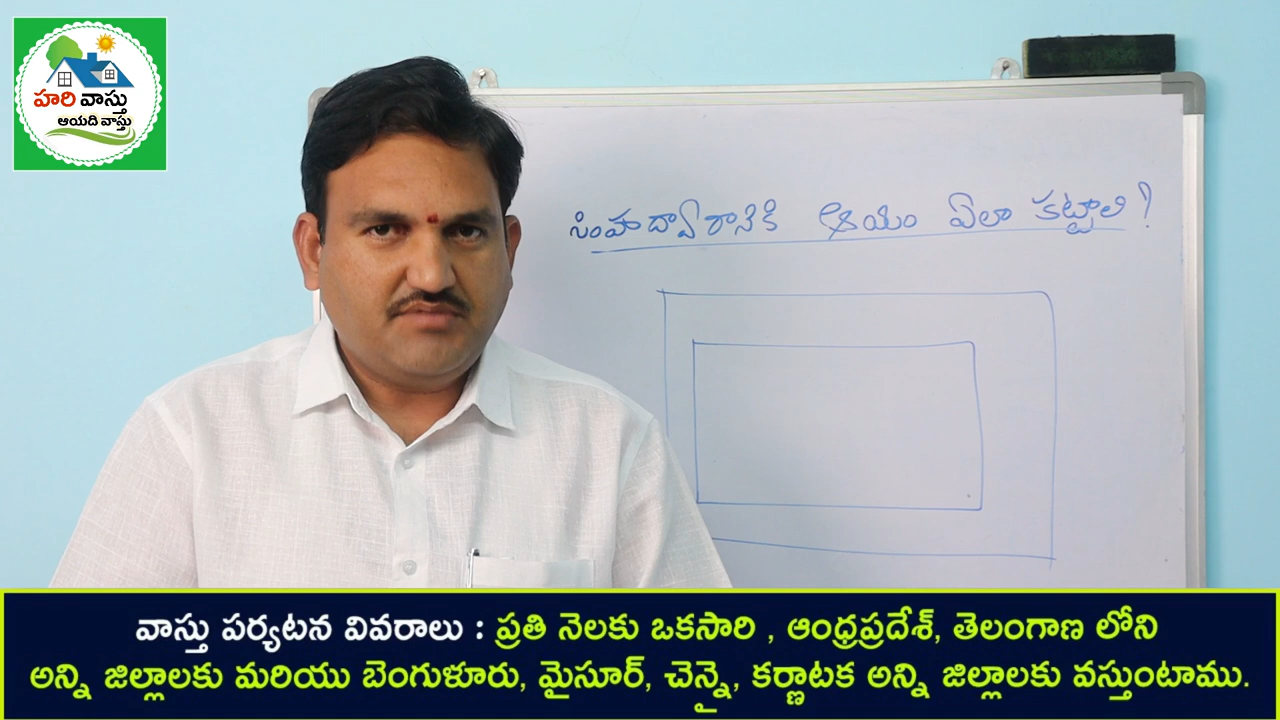 హరి వాస్తు
ఆయది వాస్తు
సింహద్వారానికి ఆయం ఏలా కట్టాలి ?
వాస్తు పర్యటన వివరాలు : ప్రతి నెలకు ఒకసారి , ఆంధ్రప్రదేశ్, తెలంగాణ లోని
అన్ని జిల్లాలకు మరియు బెంగుళూరు, మైసూర్, చెన్నై, కర్ణాటక అన్ని జిల్లాలకు వస్తుంటాము.